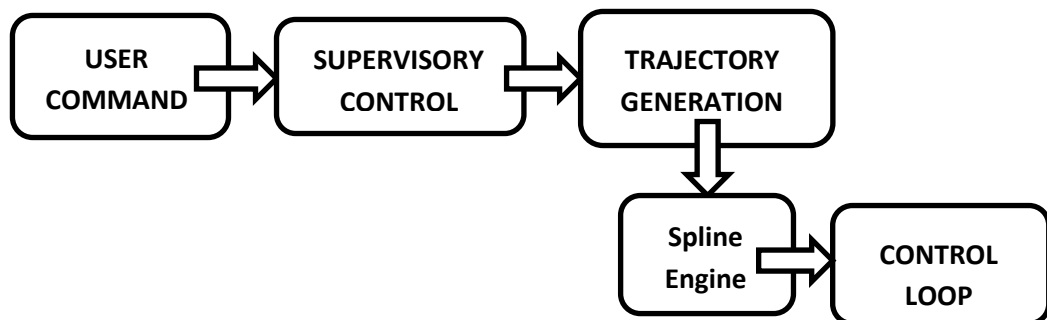 USER
COMMAND
SUPERVISORY
CONTROL
TRAJECTORY
GENERATION
Spline
Engine
CONTROL
LOOP